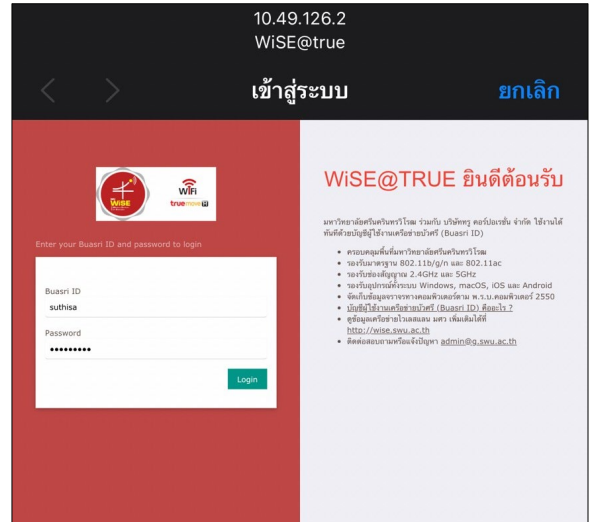 10.49.126.2
WiSE@true
เข้าสู่ระบบ
ยกเลิก
WiSE
WiFi
truemove H
Enter your Buasri ID and password to login
Buasri ID
suthisa
Password
•••••••••
Login
WiSE@TRUE ยินดีต้อนรับ
มหาวิทยาลัยศรีนครินทรวิโรฒ ร่วมกับ บริษัททรู คอร์ปอเรชั่น จำกัด ใช้งานได้
ทันทีด้วยบัญชีผู้ใช้งานเครือข่ายบัวศรี (Buasri ID)
• ครอบคลุมพื้นที่มหาวิทยาลัยศรีนครินทรวิโรฒ
• รองรับมาตรฐาน 802.11b/g/n และ 802.11ac
• รองรับช่องสัญญาณ 2.4GHz และ 5GHz
• รองรับอุปกรณ์ทั้งระบบ Windows, macOS, iOS และ Android
• จัดเก็บข้อมูลจราจรทางคอมพิวเตอร์ตาม พ.ร.บ.คอมพิวเตอร์ 2550
• บัญชีผู้ใช้งานเครือข่ายบัวศรี (Buasri ID) คืออะไร ?
• ดูข้อมูลเครือข่ายไวเลสแลน มศว เพิ่มเติมได้ที่
http://wise.swu.ac.th
• ติดต่อสอบถามหรือแจ้งปัญหา admin@g.swu.ac.th